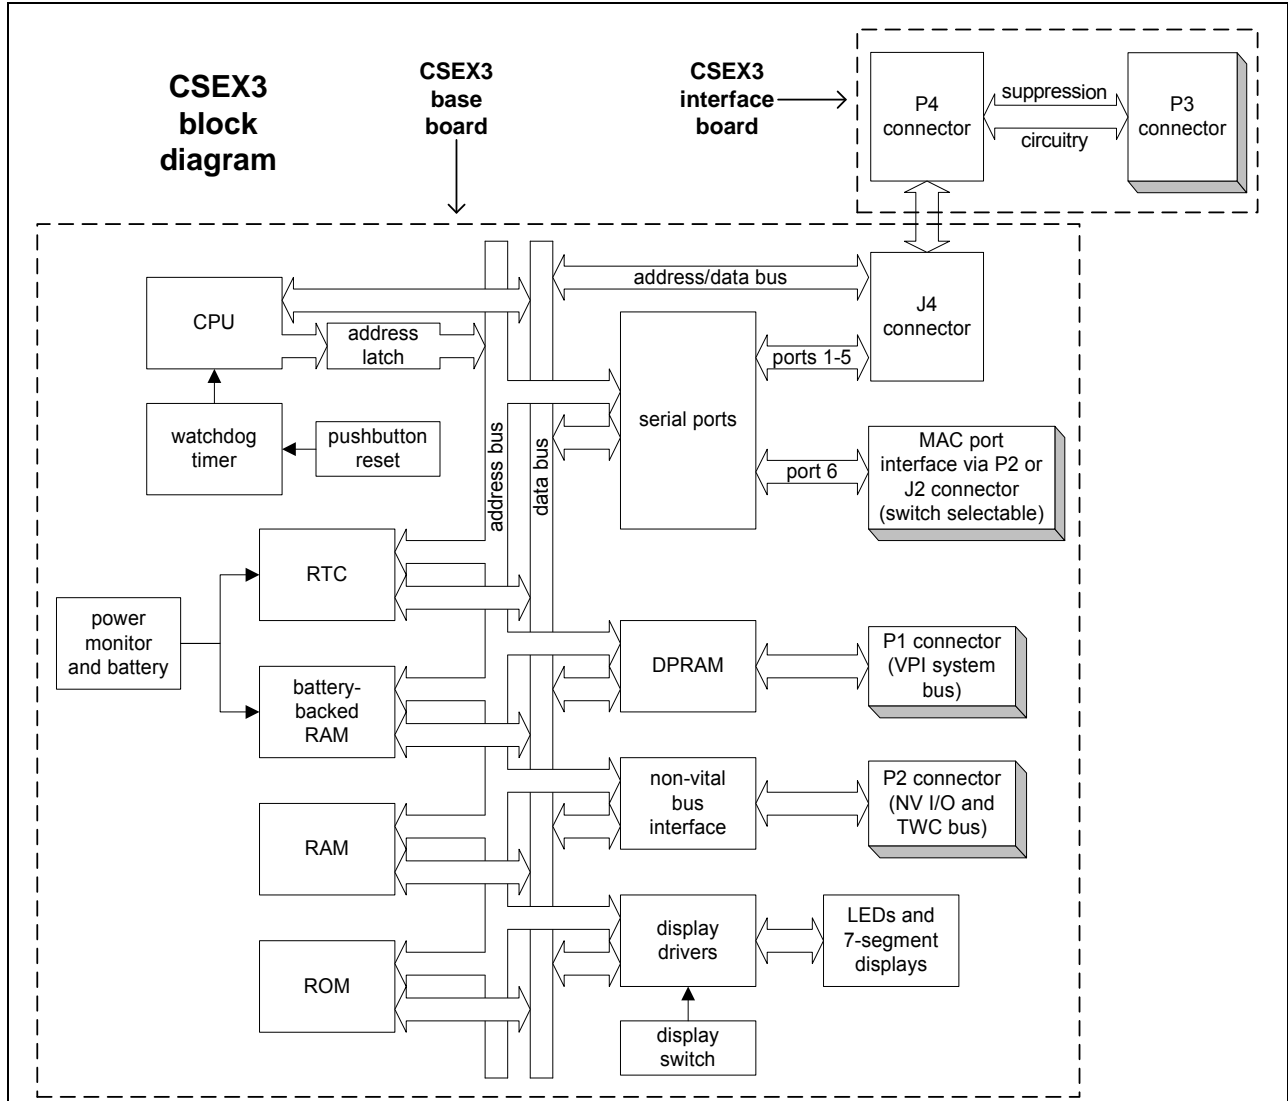 CSEX3
block
diagram
CSEX3
base
board
CSEX3
interface
board
P4
connector
suppression
circuitry
P3
connector
CPU
address
latch
address/data bus
J4
connector
ports 1-5
serial ports
watchdog
timer
pushbutton
reset
address bus
data bus
port 6
MAC port
interface via P2 or
J2 connector
(switch selectable)
RTC
power
monitor
and battery
battery-
backed
RAM
DPRAM
P1 connector
(VPI system
bus)
non-vital
bus
interface
P2 connector
(NV I/O and
TWC bus)
RAM
display
drivers
LEDs and
7-segment
displays
ROM
display
switch